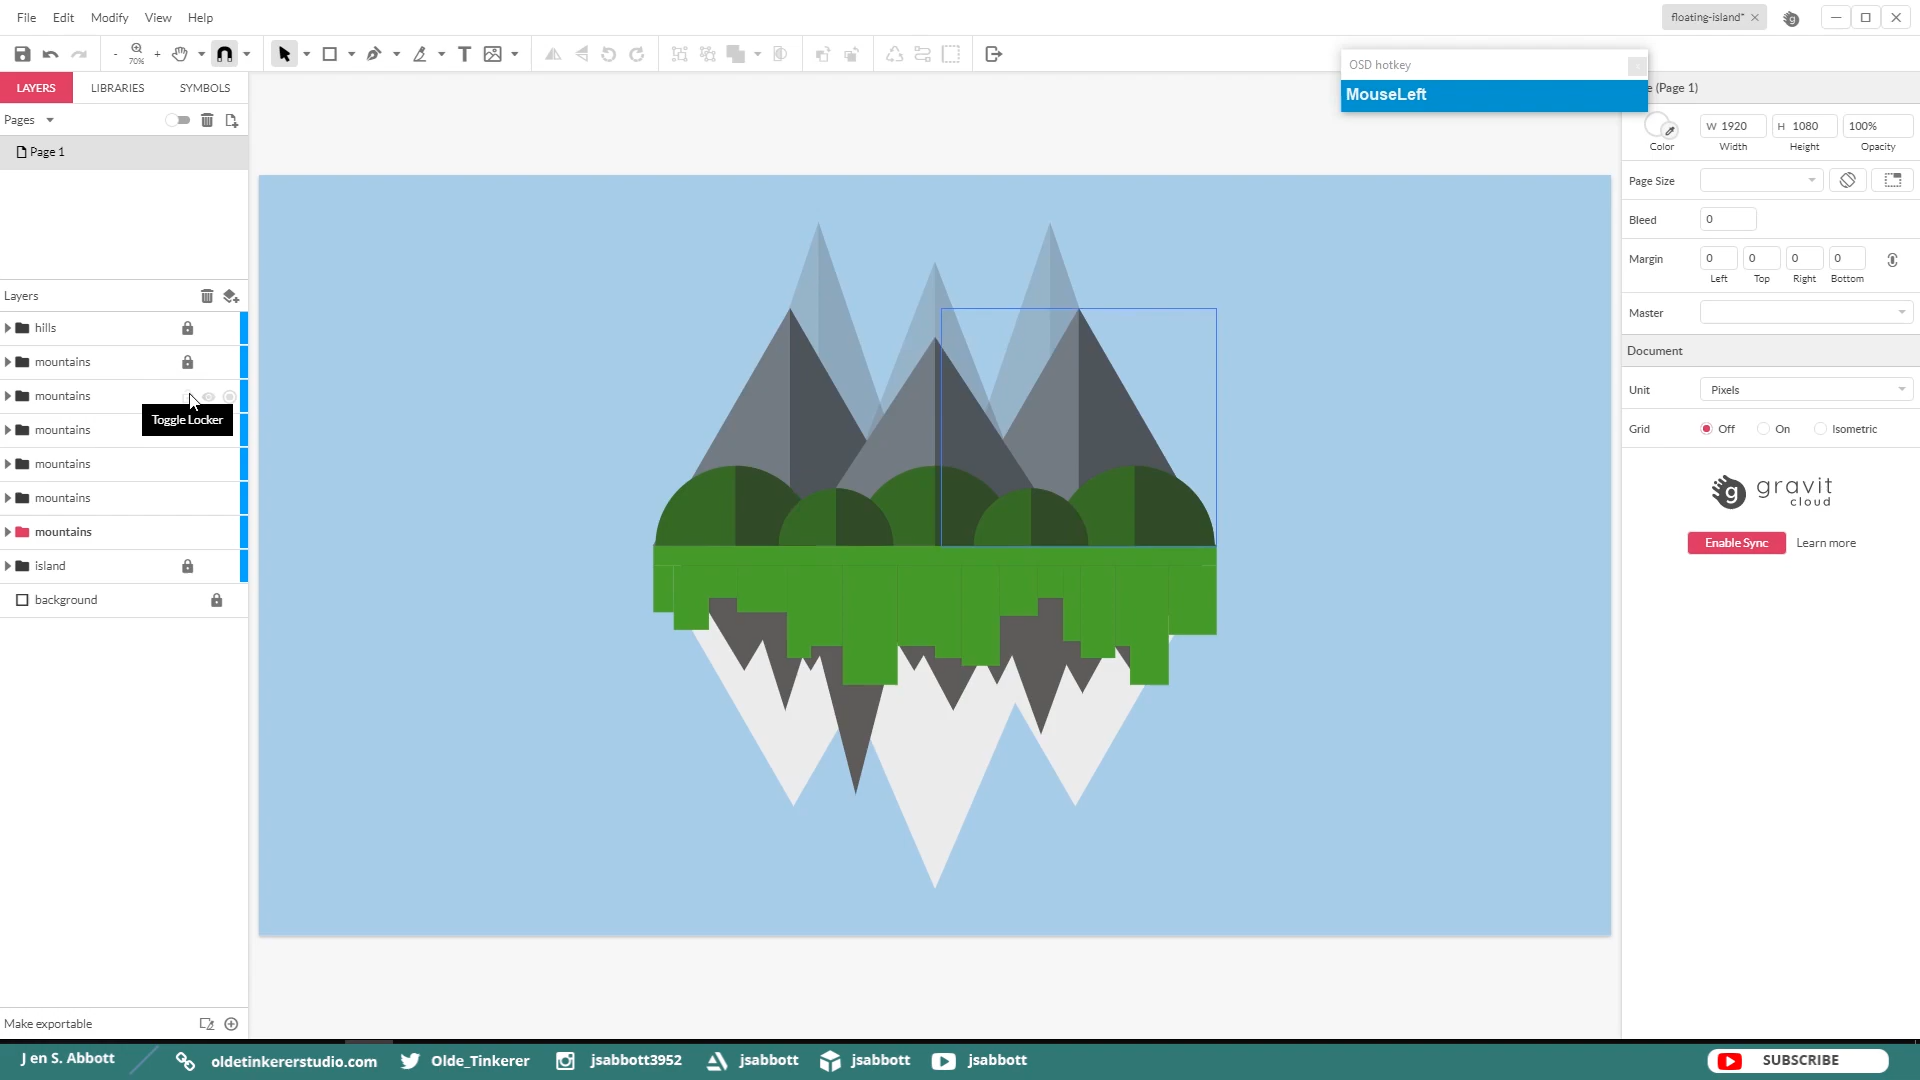 File Edit Modify View Help
floating-island*
70%
OSD hotkey
MouseLeft
LAYERS LIBRARIES SYMBOLS
e (Page 1)
Pages
W 1920 H 1080 100%
Color Width Height Opacity
Page 1
Page Size
Bleed 0
Margin 0 0 0 0
Left Top Right Bottom
Layers
Master
hills
mountains
mountains
Toggle Locker
mountains
mountains
mountains
mountains
island
background
Document
Unit Pixels
Grid Off On Isometric
gravit
cloud
Enable Sync Learn more
Make exportable
J en S. Abbott oldetinkererstudio.com Olde_Tinkerer jsabbott3952 jsabbott jsabbott jsabbott SUBSCRIBE